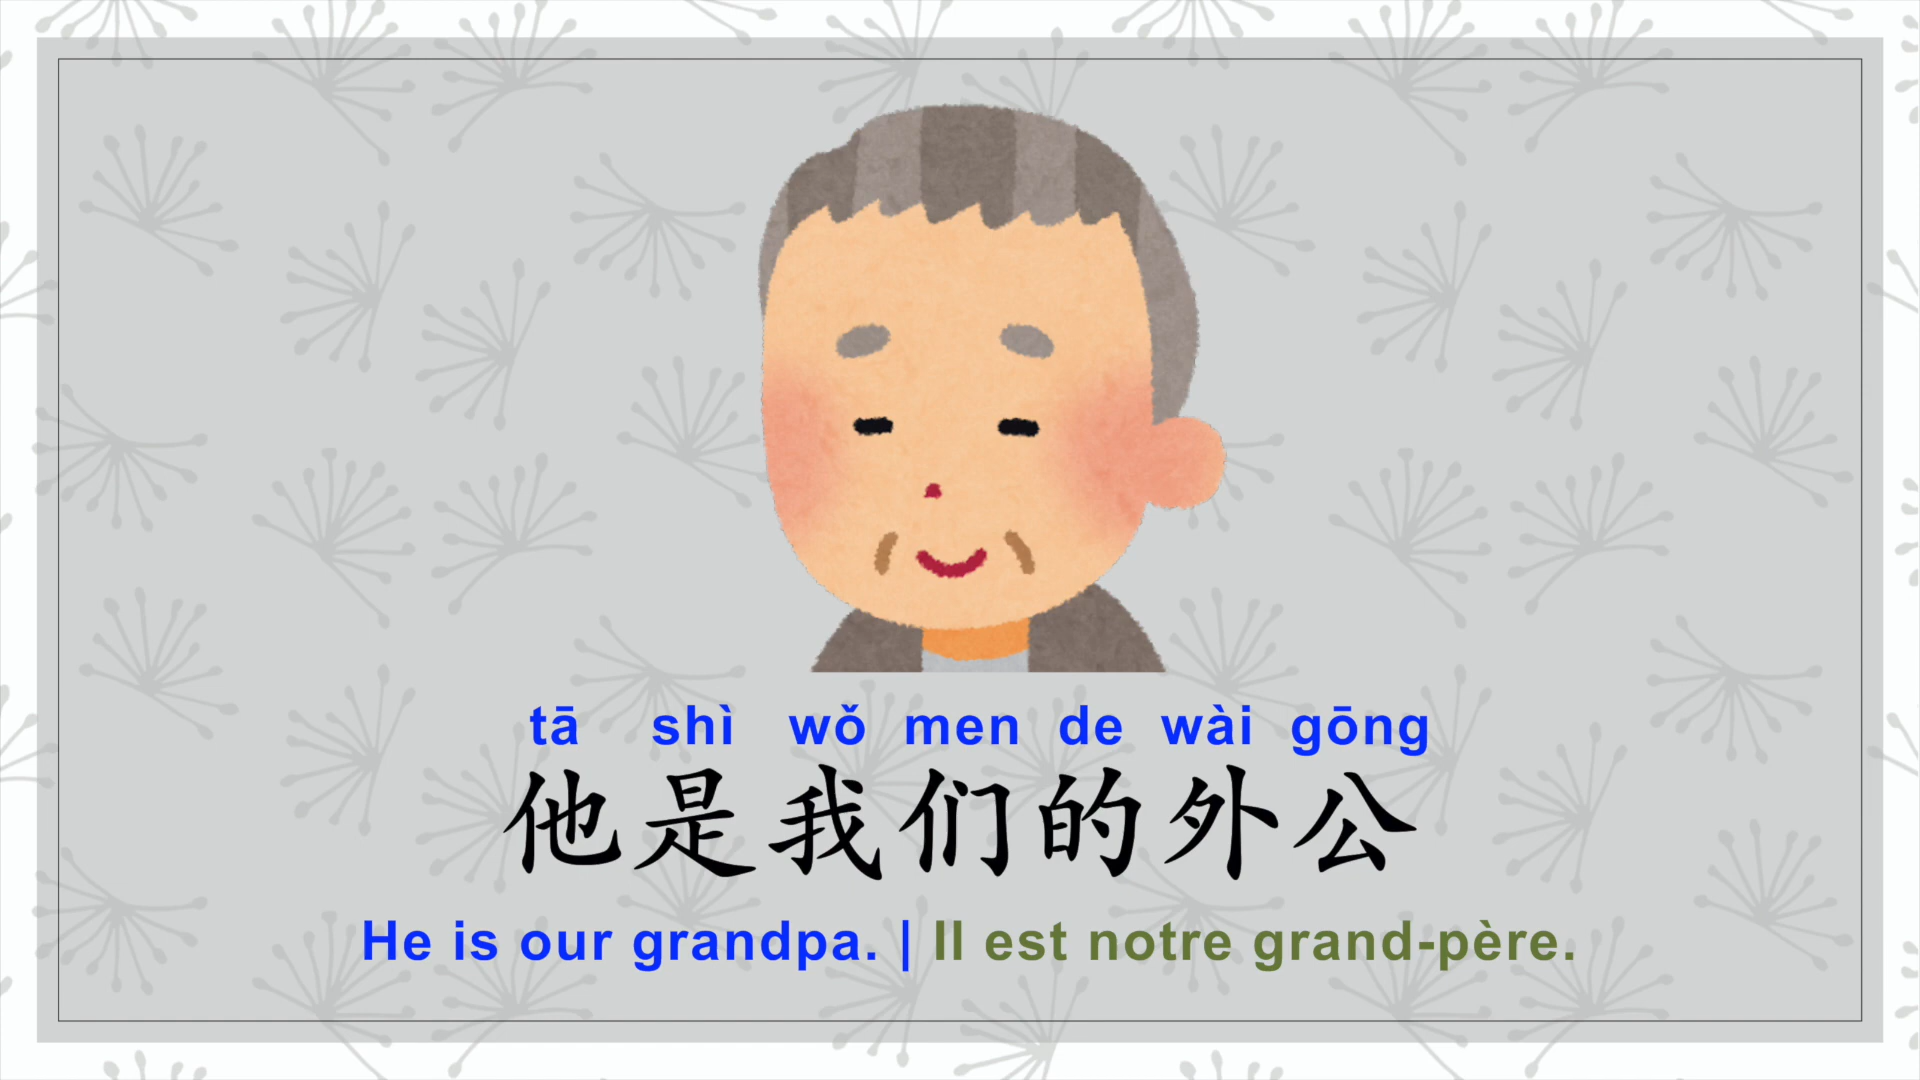 tā shì wǒ men de wài gōng
他是我们的外公
He is our grandpa. | Il est notre grand-père.